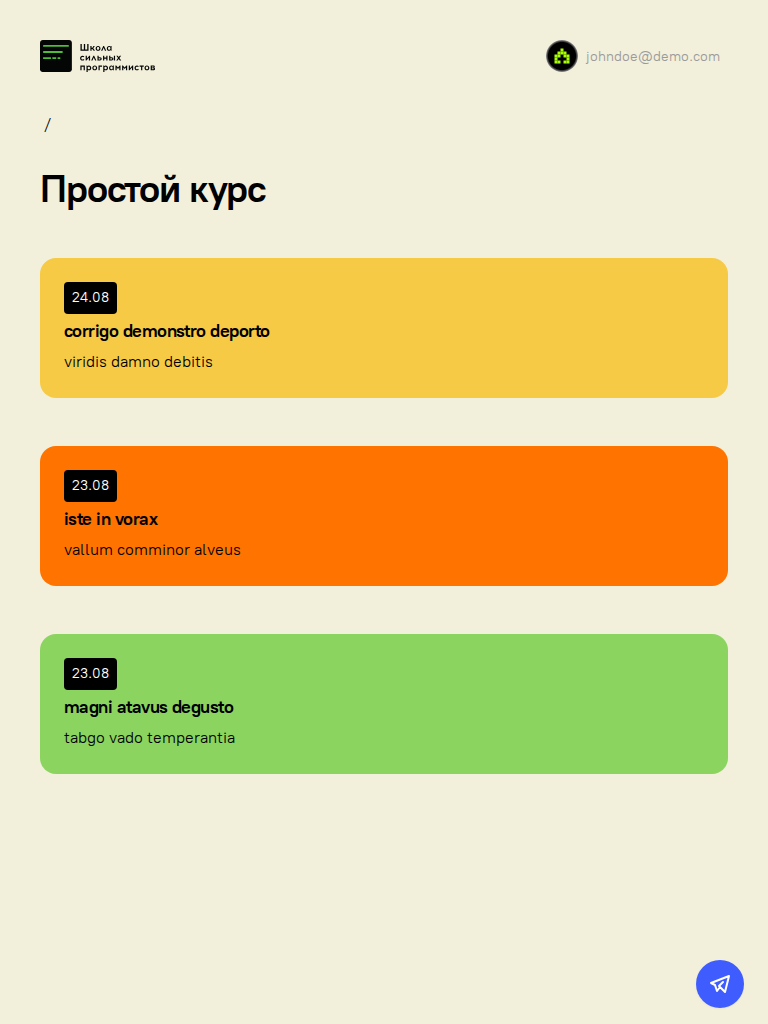 Школа
сильных
программистов
johndoe@demo.com
/
Простой курс
24.08
corrigo demonstro deporto
viridis damno debitis
23.08
iste in vorax
vallum comminor alveus
23.08
magni atavus degusto
tabgo vado temperantia